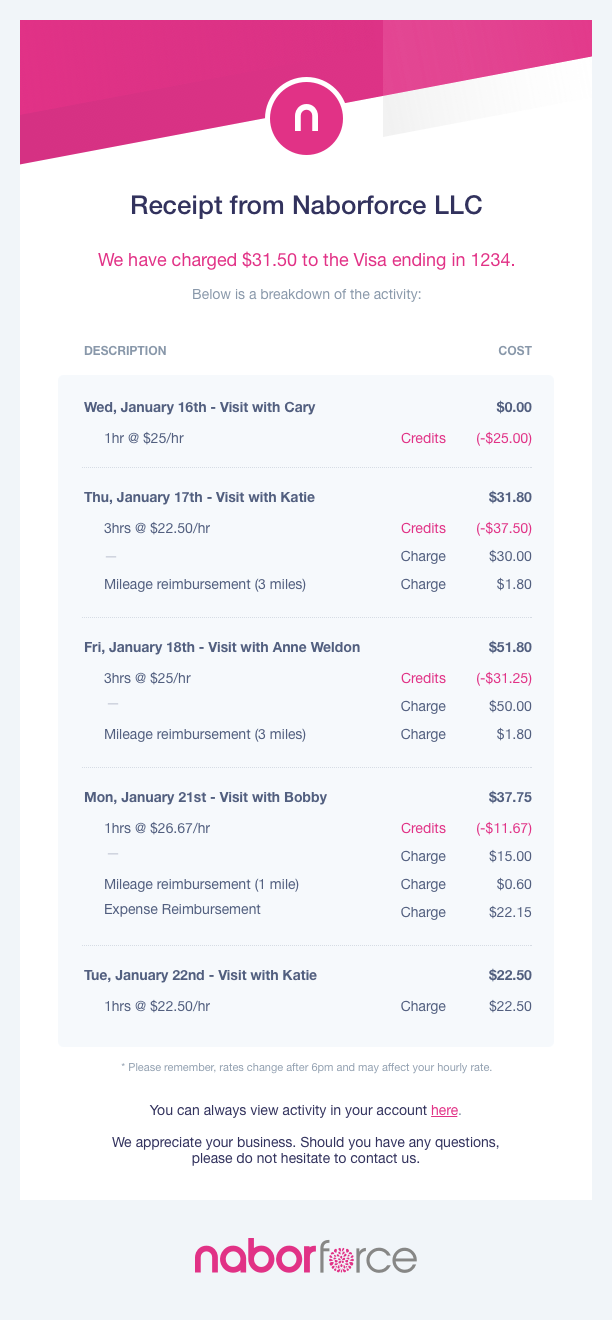 n
Receipt from Naborforce LLC
We have charged $31.50 to the Visa ending in 1234.
Below is a breakdown of the activity:
DESCRIPTION COST
Wed, January 16th - Visit with Cary $0.00
1hr @ $25/hr Credits (-$25.00)
Thu, January 17th - Visit with Katie $31.80
3hrs @ $22.50/hr Credits (-$37.50)
— Charge $30.00
Mileage reimbursement (3 miles) Charge $1.80
Fri, January 18th - Visit with Anne Weldon $51.80
3hrs @ $25/hr Credits (-$31.25)
— Charge $50.00
Mileage reimbursement (3 miles) Charge $1.80
Mon, January 21st - Visit with Bobby $37.75
1hrs @ $26.67/hr Credits (-$11.67)
— Charge $15.00
Mileage reimbursement (1 mile) Charge $0.60
Expense Reimbursement Charge $22.15
Tue, January 22nd - Visit with Katie $22.50
1hrs @ $22.50/hr Charge $22.50
* Please remember, rates change after 6pm and may affect your hourly rate.
You can always view activity in your account here.
We appreciate your business. Should you have any questions,
please do not hesitate to contact us.
naborforce